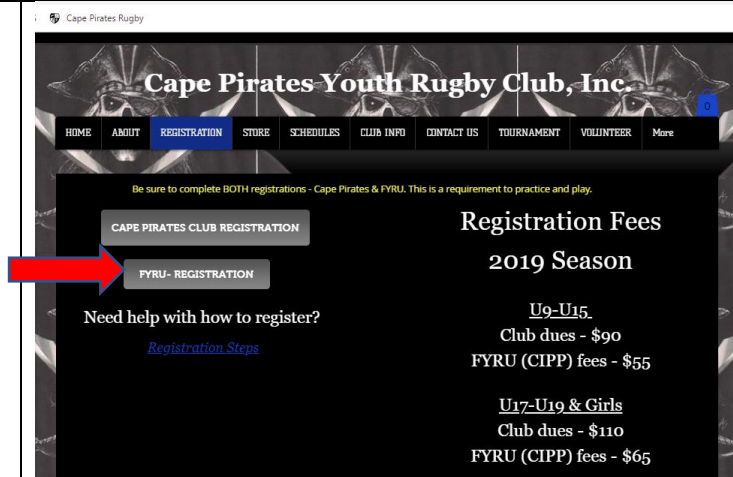 Cape Pirates Rugby
Cape Pirates Youth Rugby Club, Inc.
0
HOME ABOUT REGISTRATION STORE SCHEDULES CLUB INFO CONTACT US TOURNAMENT VOLUNTEER More
Be sure to complete BOTH registrations - Cape Pirates & FYRU. This is a requirement to practice and play.
CAPE PIRATES CLUB REGISTRATION
FYRU- REGISTRATION
Need help with how to register?
Registration Steps
Registration Fees
2019 Season
U9-U15
Club dues - $90
FYRU (CIPP) fees - $55
U17-U19 & Girls
Club dues - $110
FYRU (CIPP) fees - $65